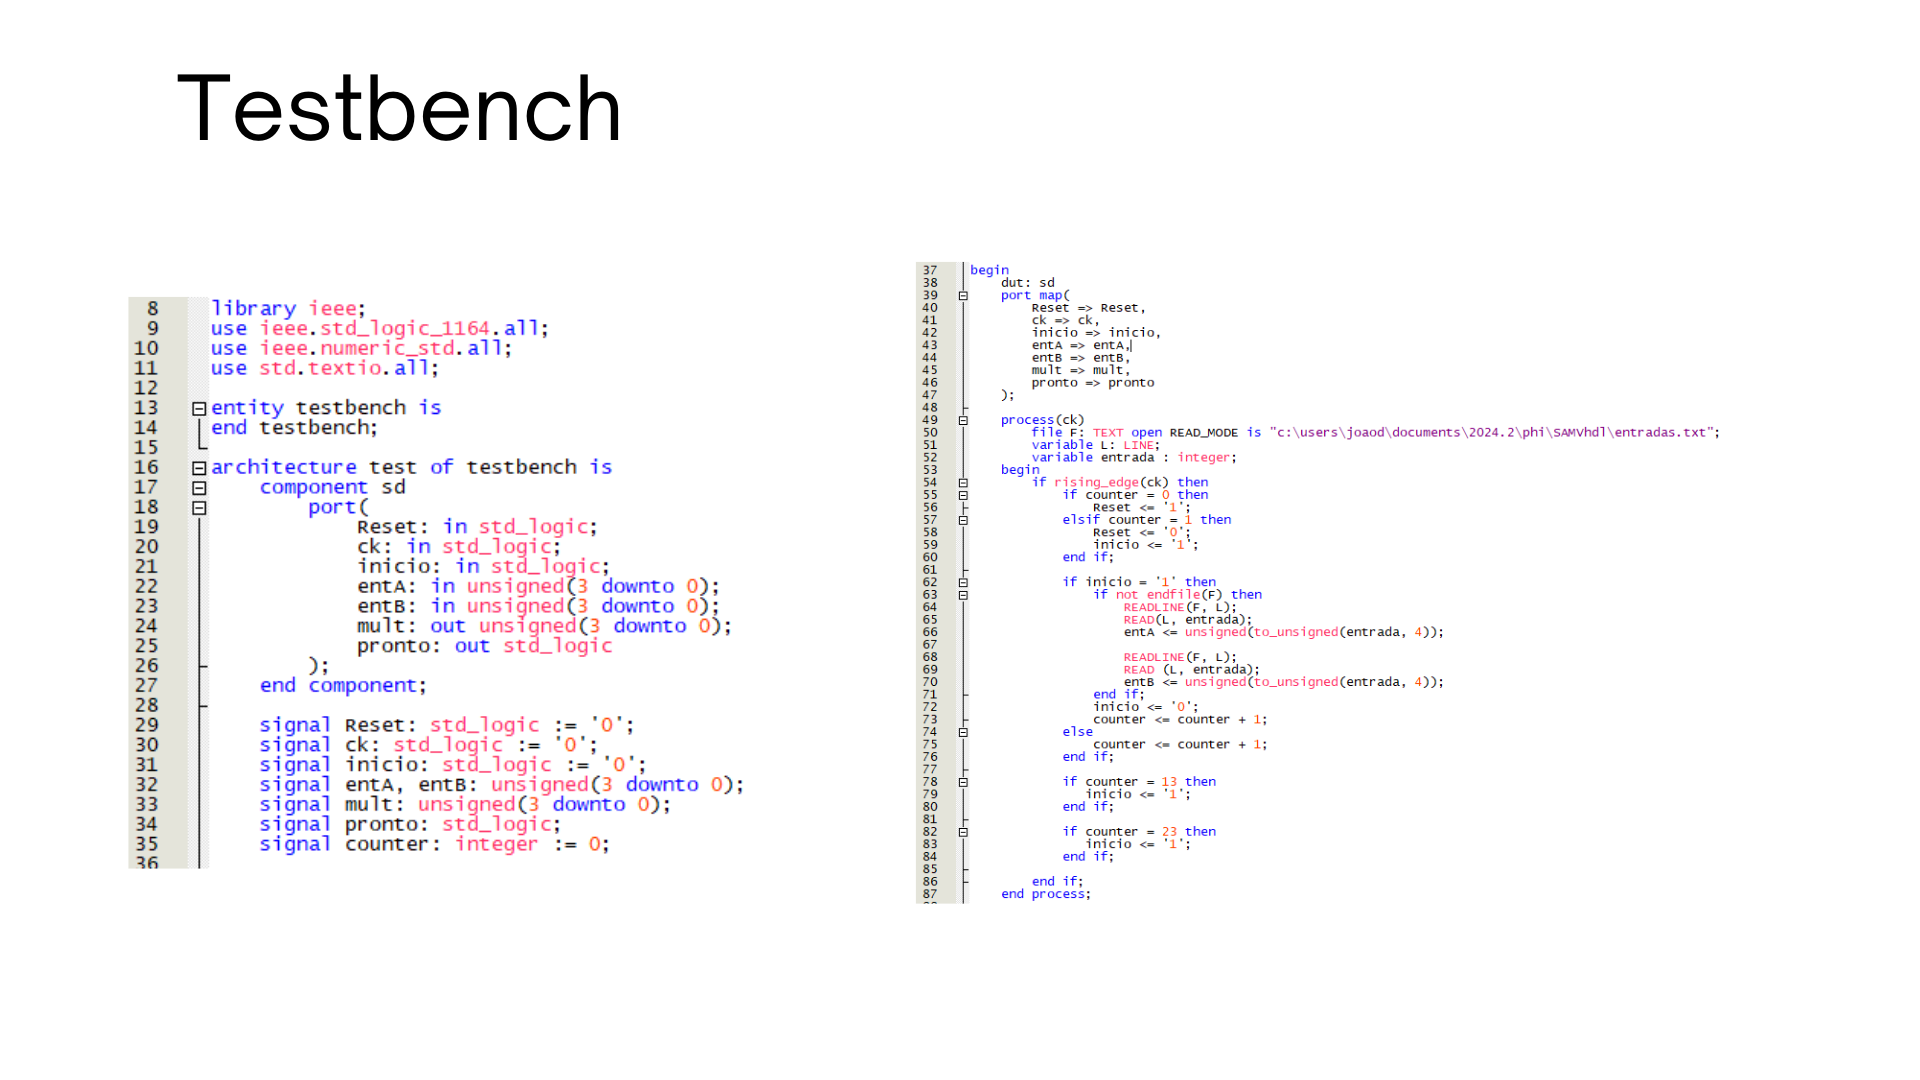 Testbench
8 library ieee;
9 use ieee.std_logic_1164.all;
10 use ieee.numeric_std.all;
11 use std.textio.all;
12
13 entity testbench is
14 end testbench;
15
16 architecture test of testbench is
17 component sd
18 port(
19 Reset: in std_logic;
20 ck: in std_logic;
21 inicio: in std_logic;
22 entA: in unsigned(3 downto 0);
23 entB: in unsigned(3 downto 0);
24 mult: out unsigned(3 downto 0);
25 pronto: out std_logic
26 );
27 end component;
28
29 signal Reset: std_logic := '0';
30 signal ck: std_logic := '0';
31 signal inicio: std_logic := '0';
32 signal entA, entB: unsigned(3 downto 0);
33 signal mult: unsigned(3 downto 0);
34 signal pronto: std_logic;
35 signal counter: integer := 0;
36
37 begin
38 dut: sd
39 port map(
40 Reset => Reset,
41 ck => ck,
42 inicio => inicio,
43 entA => entA,
44 entB => entB,
45 mult => mult,
46 pronto => pronto
47 );
48
49 process(ck)
50 file F: TEXT open READ_MODE is "c:\users\joaod\documents\2024.2\phi\SAMVhdl\entradas.txt";
51 variable L: LINE;
52 variable entrada : integer;
53 begin
54 if rising_edge(ck) then
55 if counter = 0 then
56 Reset <= '1';
57 elsif counter = 1 then
58 Reset <= '0';
59 inicio <= '1';
60 end if;
61
62 if inicio = '1' then
63 if not endfile(F) then
64 READLINE(F, L);
65 READ(L, entrada);
66 entA <= unsigned(to_unsigned(entrada, 4));
67
68 READLINE(F, L);
69 READ (L, entrada);
70 entB <= unsigned(to_unsigned(entrada, 4));
71 end if;
72 inicio <= '0';
73 counter <= counter + 1;
74 else
75 counter <= counter + 1;
76 end if;
77
78 if counter = 13 then
79 inicio <= '1';
80 end if;
81
82 if counter = 23 then
83 inicio <= '1';
84 end if;
85
86 end if;
87 end process;